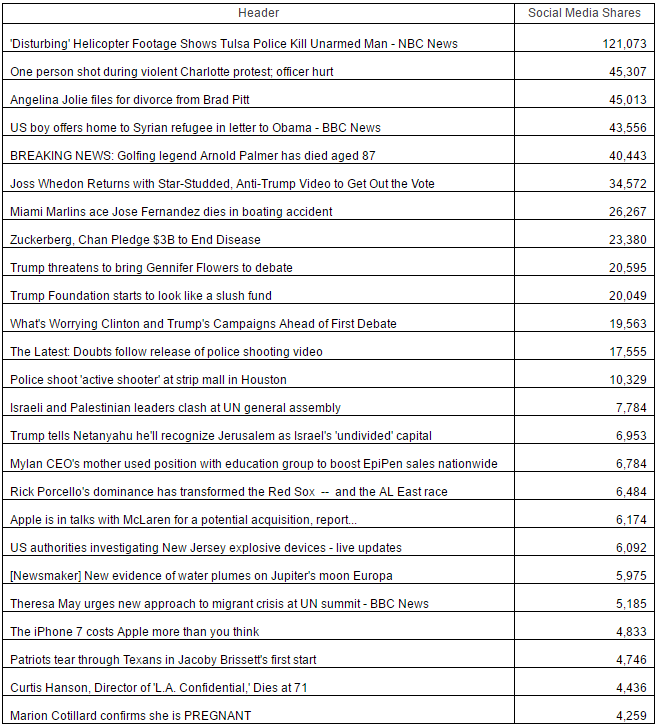 Header Social Media Shares
'Disturbing' Helicopter Footage Shows Tulsa Police Kill Unarmed Man - NBC News 121,073
One person shot during violent Charlotte protest; officer hurt 45,307
Angelina Jolie files for divorce from Brad Pitt 45,013
US boy offers home to Syrian refugee in letter to Obama - BBC News 43,556
BREAKING NEWS: Golfing legend Arnold Palmer has died aged 87 40,443
Joss Whedon Returns with Star-Studded, Anti-Trump Video to Get Out the Vote 34,572
Miami Marlins ace Jose Fernandez dies in boating accident 26,267
Zuckerberg, Chan Pledge $3B to End Disease 23,380
Trump threatens to bring Gennifer Flowers to debate 20,595
Trump Foundation starts to look like a slush fund 20,049
What's Worrying Clinton and Trump's Campaigns Ahead of First Debate 19,563
The Latest: Doubts follow release of police shooting video 17,555
Police shoot 'active shooter' at strip mall in Houston 10,329
Israeli and Palestinian leaders clash at UN general assembly 7,784
Trump tells Netanyahu he'll recognize Jerusalem as Israel's 'undivided' capital 6,953
Mylan CEO's mother used position with education group to boost EpiPen sales nationwide 6,784
Rick Porcello's dominance has transformed the Red Sox -- and the AL East race 6,484
Apple is in talks with McLaren for a potential acquisition, report... 6,174
US authorities investigating New Jersey explosive devices - live updates 6,092
[Newsmaker] New evidence of water plumes on Jupiter's moon Europa 5,975
Theresa May urges new approach to migrant crisis at UN summit - BBC News 5,185
The iPhone 7 costs Apple more than you think 4,833
Patriots tear through Texans in Jacoby Brissett's first start 4,746
Curtis Hanson, Director of 'L.A. Confidential,' Dies at 71 4,436
Marion Cotillard confirms she is PREGNANT 4,259